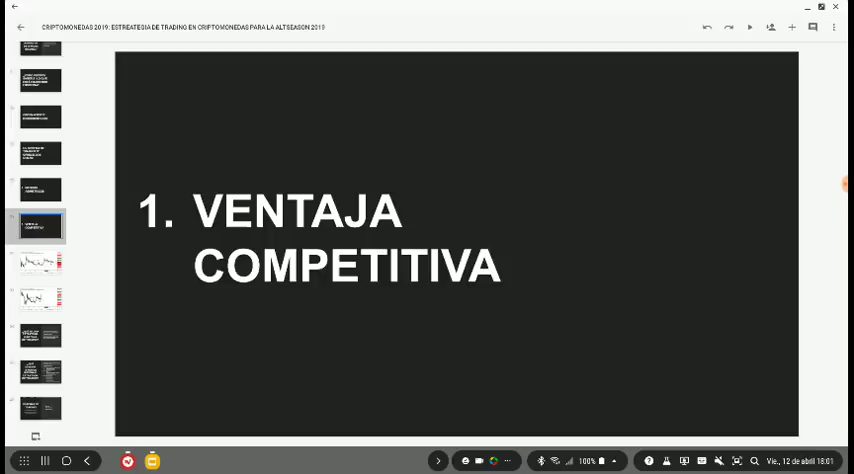 CRIPTOMONEDAS 2019: ESTREATEGIA DE TRADING EN CRIPTOMONEDAS PARA LA ALTSEASON 2019
1. VENTAJA
COMPETITIVA
100%
Vie., 12 de abril 18:01